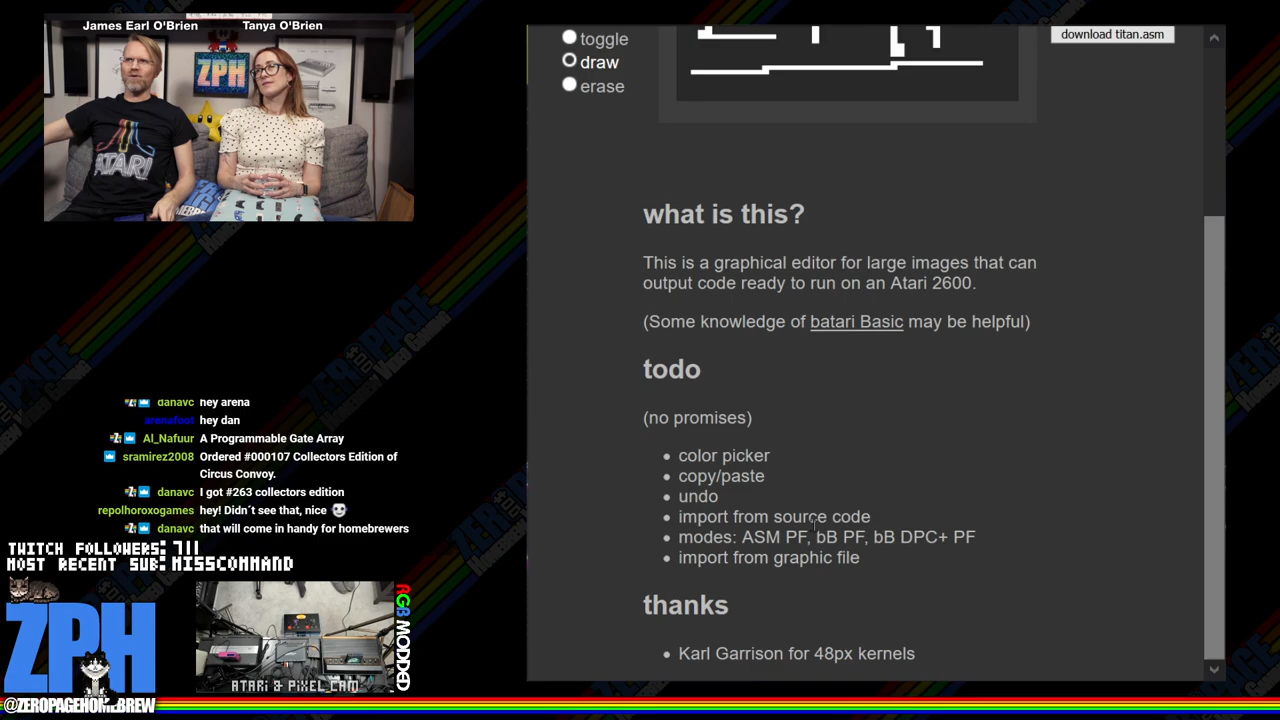 James Earl O'Brien
Tanya O'Brien
ZPH
ATARI
toggle
draw
erase
download titan.asm
what is this?
This is a graphical editor for large images that can
output code ready to run on an Atari 2600.
(Some knowledge of batari Basic may be helpful)
todo
(no promises)
color picker
copy/paste
undo
import from source code
modes: ASM PF, bB PF, bB DPC+ PF
import from graphic file
thanks
Karl Garrison for 48px kernels
danavc hey arena
arenafoot hey dan
Al_Nafuur A Programmable Gate Array
sramirez2008 Ordered #000107 Collectors Edition of
Circus Convoy.
danavc I got #263 collectors edition
repolhoroxogames hey! Didn´t see that, nice
danavc that will come in handy for homebrewers
TWITCH FOLLOWERS: 711
MOST RECENT SUB: MISSCOMMAND
ZPH
@ZEROPAGEHOMEBREW
ATARI & PIXEL_CAM
RGB MODDED